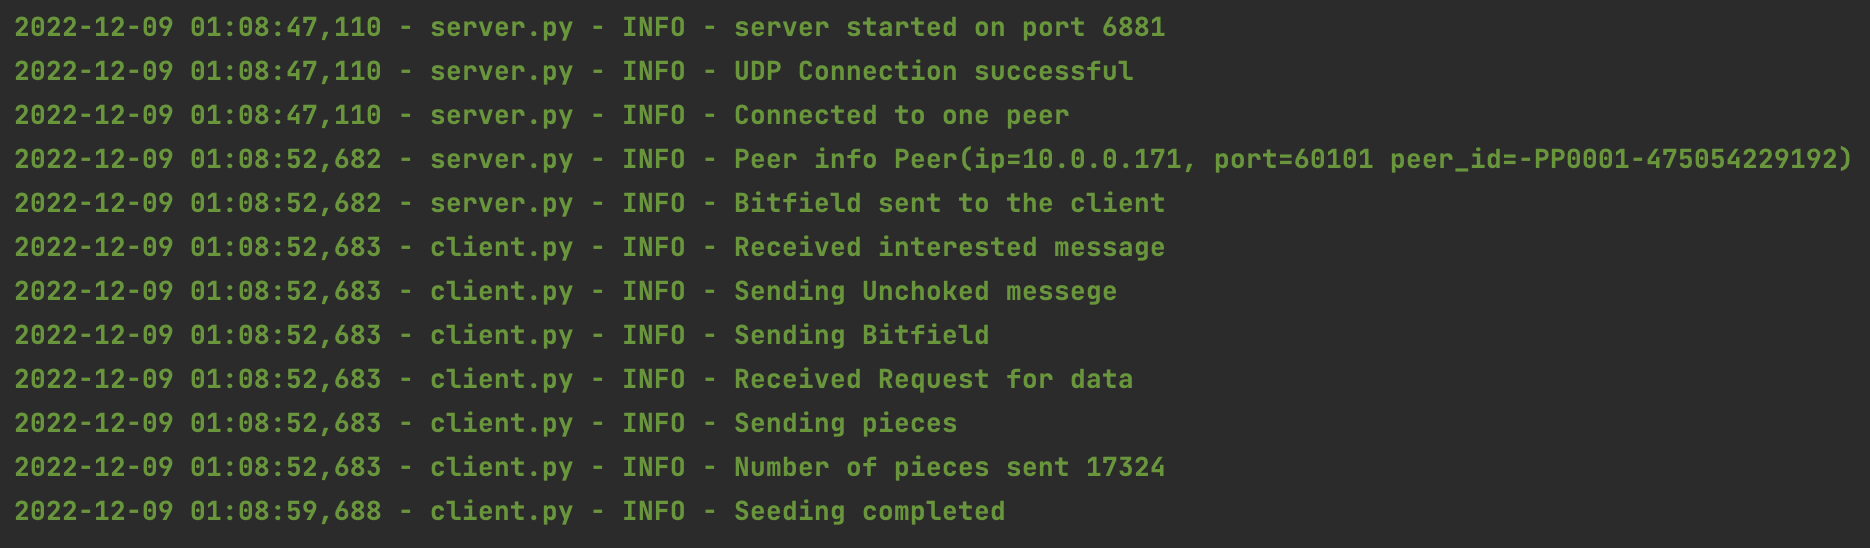 2022-12-09 01:08:47,110 - server.py - INFO - server started on port 6881
2022-12-09 01:08:47,110 - server.py - INFO - UDP Connection successful
2022-12-09 01:08:47,110 - server.py - INFO - Connected to one peer
2022-12-09 01:08:52,682 - server.py - INFO - Peer info Peer(ip=10.0.0.171, port=60101 peer_id=-PP0001-475054229192)
2022-12-09 01:08:52,682 - server.py - INFO - Bitfield sent to the client
2022-12-09 01:08:52,683 - client.py - INFO - Received interested message
2022-12-09 01:08:52,683 - client.py - INFO - Sending Unchoked messege
2022-12-09 01:08:52,683 - client.py - INFO - Sending Bitfield
2022-12-09 01:08:52,683 - client.py - INFO - Received Request for data
2022-12-09 01:08:52,683 - client.py - INFO - Sending pieces
2022-12-09 01:08:52,683 - client.py - INFO - Number of pieces sent 17324
2022-12-09 01:08:59,688 - client.py - INFO - Seeding completed